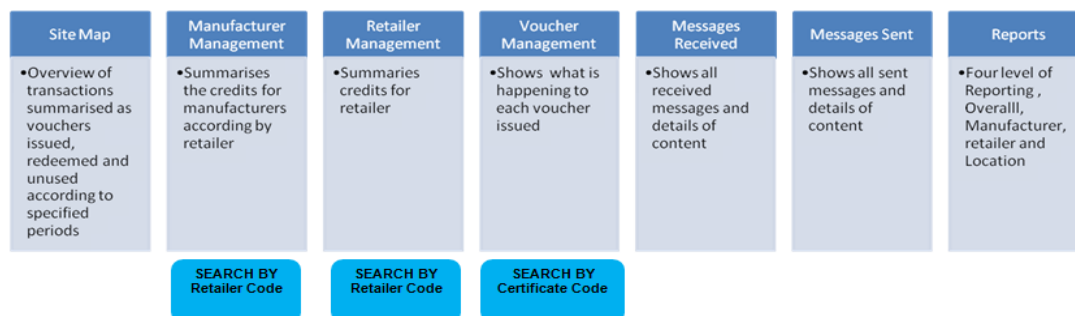 Site Map
•Overview of
transactions
summarised as
vouchers
issued,
redeemed and
unused
according to
specified
periods
Manufacturer
Management
•Summarises
the credits for
manufacturers
according by
retailer
SEARCH BY
Retailer Code
Retailer
Management
•Summaries
credits for
retailer
SEARCH BY
Retailer Code
Voucher
Management
•Shows what is
happening to
each voucher
issued
SEARCH BY
Certificate Code
Messages
Received
•Shows all
received
messages and
details of
content
Messages Sent
•Shows all sent
messages and
details of
content
Reports
•Four level of
Reporting ,
Overalll,
Manufacturer,
retailer and
Location